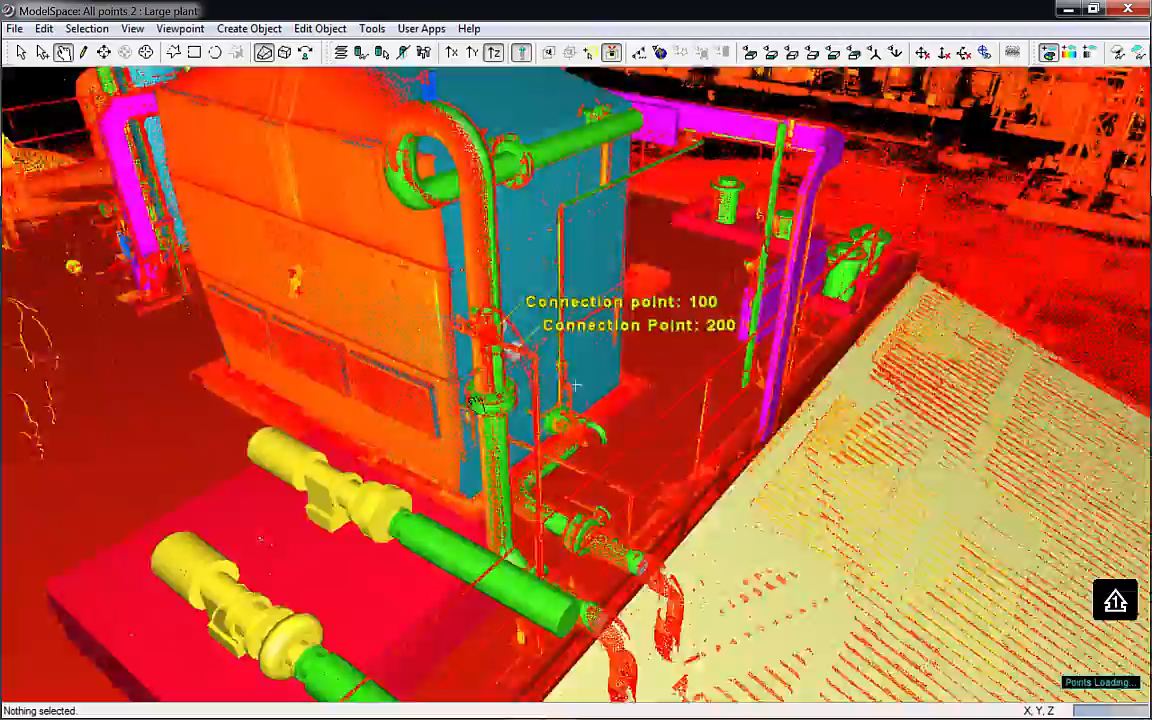 ModelSpace: All points 2 : Large plant
File Edit Selection View Viewpoint Create Object Edit Object Tools User Apps Help
Connection point: 100
Connection Point: 200
Points Loading...
Nothing selected.
X, Y, Z